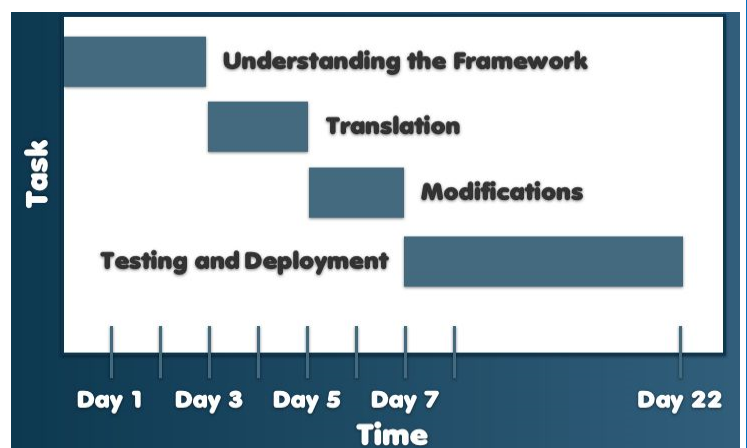 Understanding the Framework
Translation
Modifications
Testing and Deployment
Task
Day 1
Day 3
Day 5
Day 7
Day 22
Time